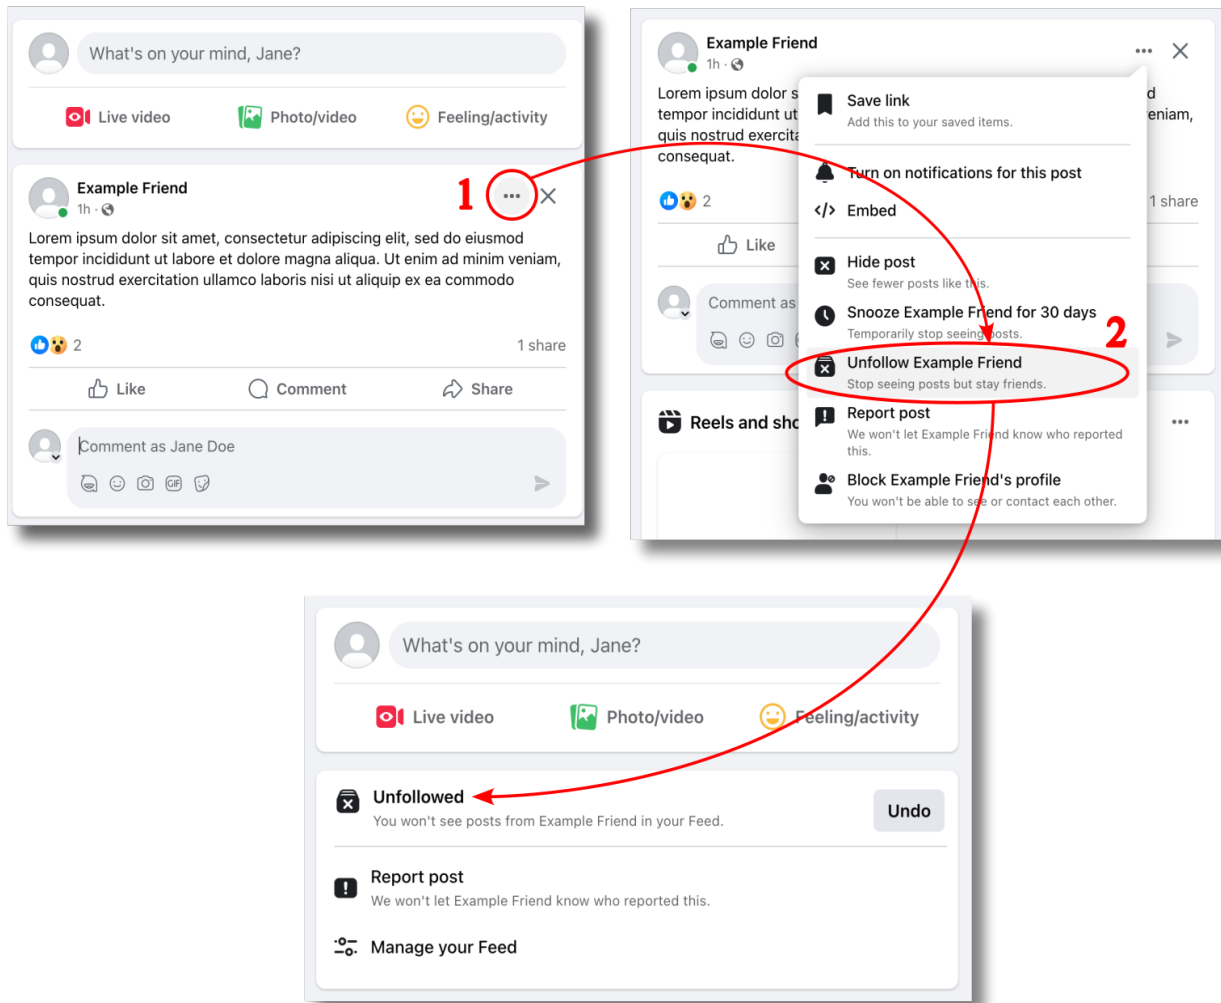 What's on your mind, Jane?
Live video
Photo/video
Feeling/activity
Example Friend
1h ·
1
Lorem ipsum dolor sit amet, consectetur adipiscing elit, sed do eiusmod
tempor incididunt ut labore et dolore magna aliqua. Ut enim ad minim veniam,
quis nostrud exercitation ullamco laboris nisi ut aliquip ex ea commodo
consequat.
2
1 share
Like
Comment
Share
Comment as Jane Doe
GIF
Example Friend
1h ·
Lorem ipsum dolor s
d
tempor incididunt ut
eniam,
quis nostrud exercita
consequat.
2
1 share
Like
Comment as
Reels and sho
Save link
Add this to your saved items.
Turn on notifications for this post
</> Embed
Hide post
See fewer posts like this.
Snooze Example Friend for 30 days
Temporarily stop seeing posts.
2
Unfollow Example Friend
Stop seeing posts but stay friends.
Report post
We won't let Example Friend know who reported
this.
Block Example Friend's profile
You won't be able to see or contact each other.
What's on your mind, Jane?
Live video
Photo/video
Feeling/activity
Unfollowed
You won't see posts from Example Friend in your Feed.
Undo
Report post
We won't let Example Friend know who reported this.
Manage your Feed